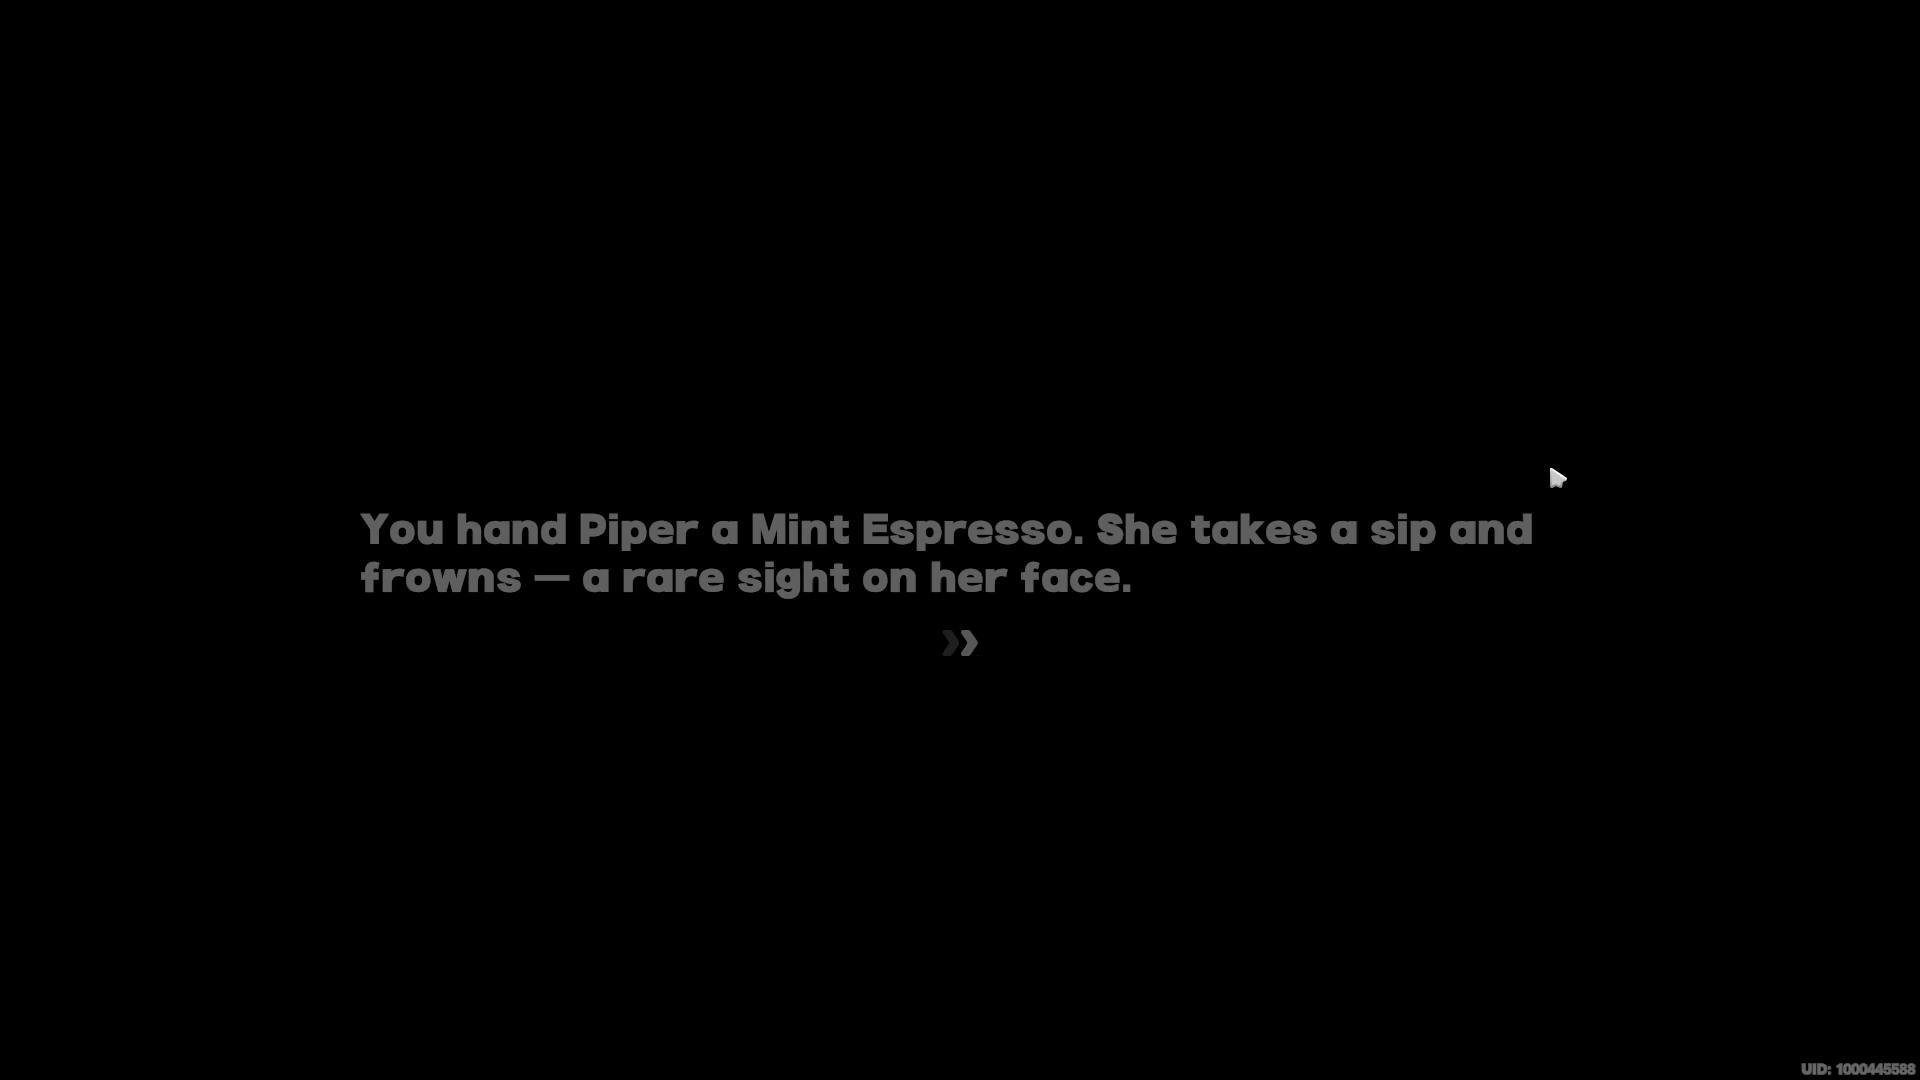 You hand Piper a Mint Espresso. She takes a sip and
frowns — a rare sight on her face.
UID: 1000445588